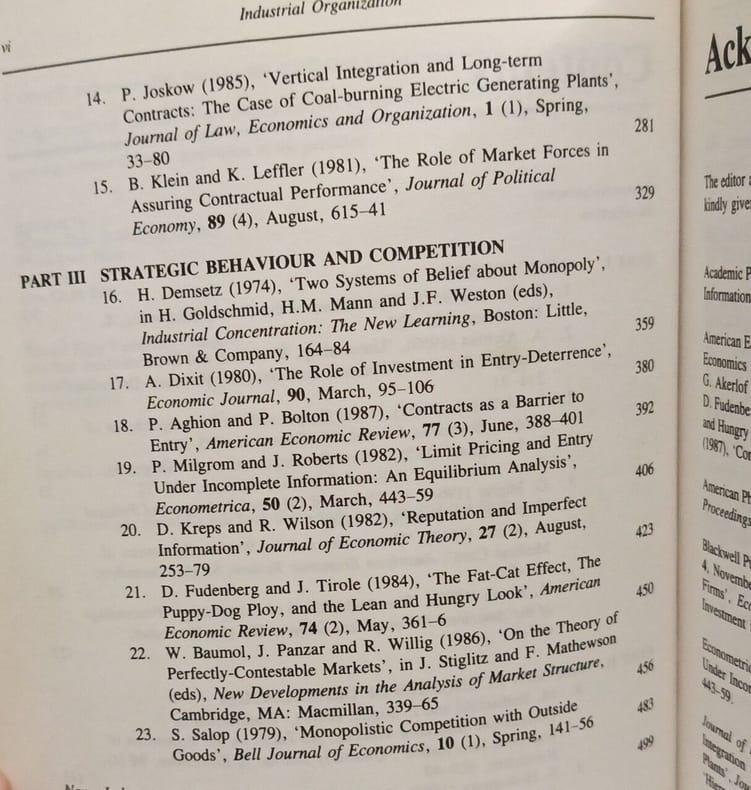 vi
Industrial Organization
14. P. Joskow (1985), ‘Vertical Integration and Long-term
Contracts: The Case of Coal-burning Electric Generating Plants’,
Journal of Law, Economics and Organization, 1 (1), Spring,
33–80 281
15. B. Klein and K. Leffler (1981), ‘The Role of Market Forces in
Assuring Contractual Performance’, Journal of Political
Economy, 89 (4), August, 615–41 329
PART III STRATEGIC BEHAVIOUR AND COMPETITION
16. H. Demsetz (1974), ‘Two Systems of Belief about Monopoly’,
in H. Goldschmid, H.M. Mann and J.F. Weston (eds),
Industrial Concentration: The New Learning, Boston: Little,
Brown & Company, 164–84 359
17. A. Dixit (1980), ‘The Role of Investment in Entry-Deterrence’,
Economic Journal, 90, March, 95–106 380
18. P. Aghion and P. Bolton (1987), ‘Contracts as a Barrier to
Entry’, American Economic Review, 77 (3), June, 388–401 392
19. P. Milgrom and J. Roberts (1982), ‘Limit Pricing and Entry
Under Incomplete Information: An Equilibrium Analysis’,
Econometrica, 50 (2), March, 443–59 406
20. D. Kreps and R. Wilson (1982), ‘Reputation and Imperfect
Information’, Journal of Economic Theory, 27 (2), August,
253–79 423
21. D. Fudenberg and J. Tirole (1984), ‘The Fat-Cat Effect, The
Puppy-Dog Ploy, and the Lean and Hungry Look’, American
Economic Review, 74 (2), May, 361–6 450
22. W. Baumol, J. Panzar and R. Willig (1986), ‘On the Theory of
Perfectly-Contestable Markets’, in J. Stiglitz and F. Mathewson
(eds), New Developments in the Analysis of Market Structure,
Cambridge, MA: Macmillan, 339–65 456
23. S. Salop (1979), ‘Monopolistic Competition with Outside 483
Goods’, Bell Journal of Economics, 10 (1), Spring, 141–56 499
Ack
The editor
kindly give
Academic P
Information
American E
Economics
G. Akerlof
D. Fudenbe
and Hungry
(1987), ‘Con
American Ph
Proceedings
Blackwell Pu
4, Novembe
Firms’, Eco
Investment
Econometri
Under Incom
443–59.
Journal of
Integration
Plants’, Jou